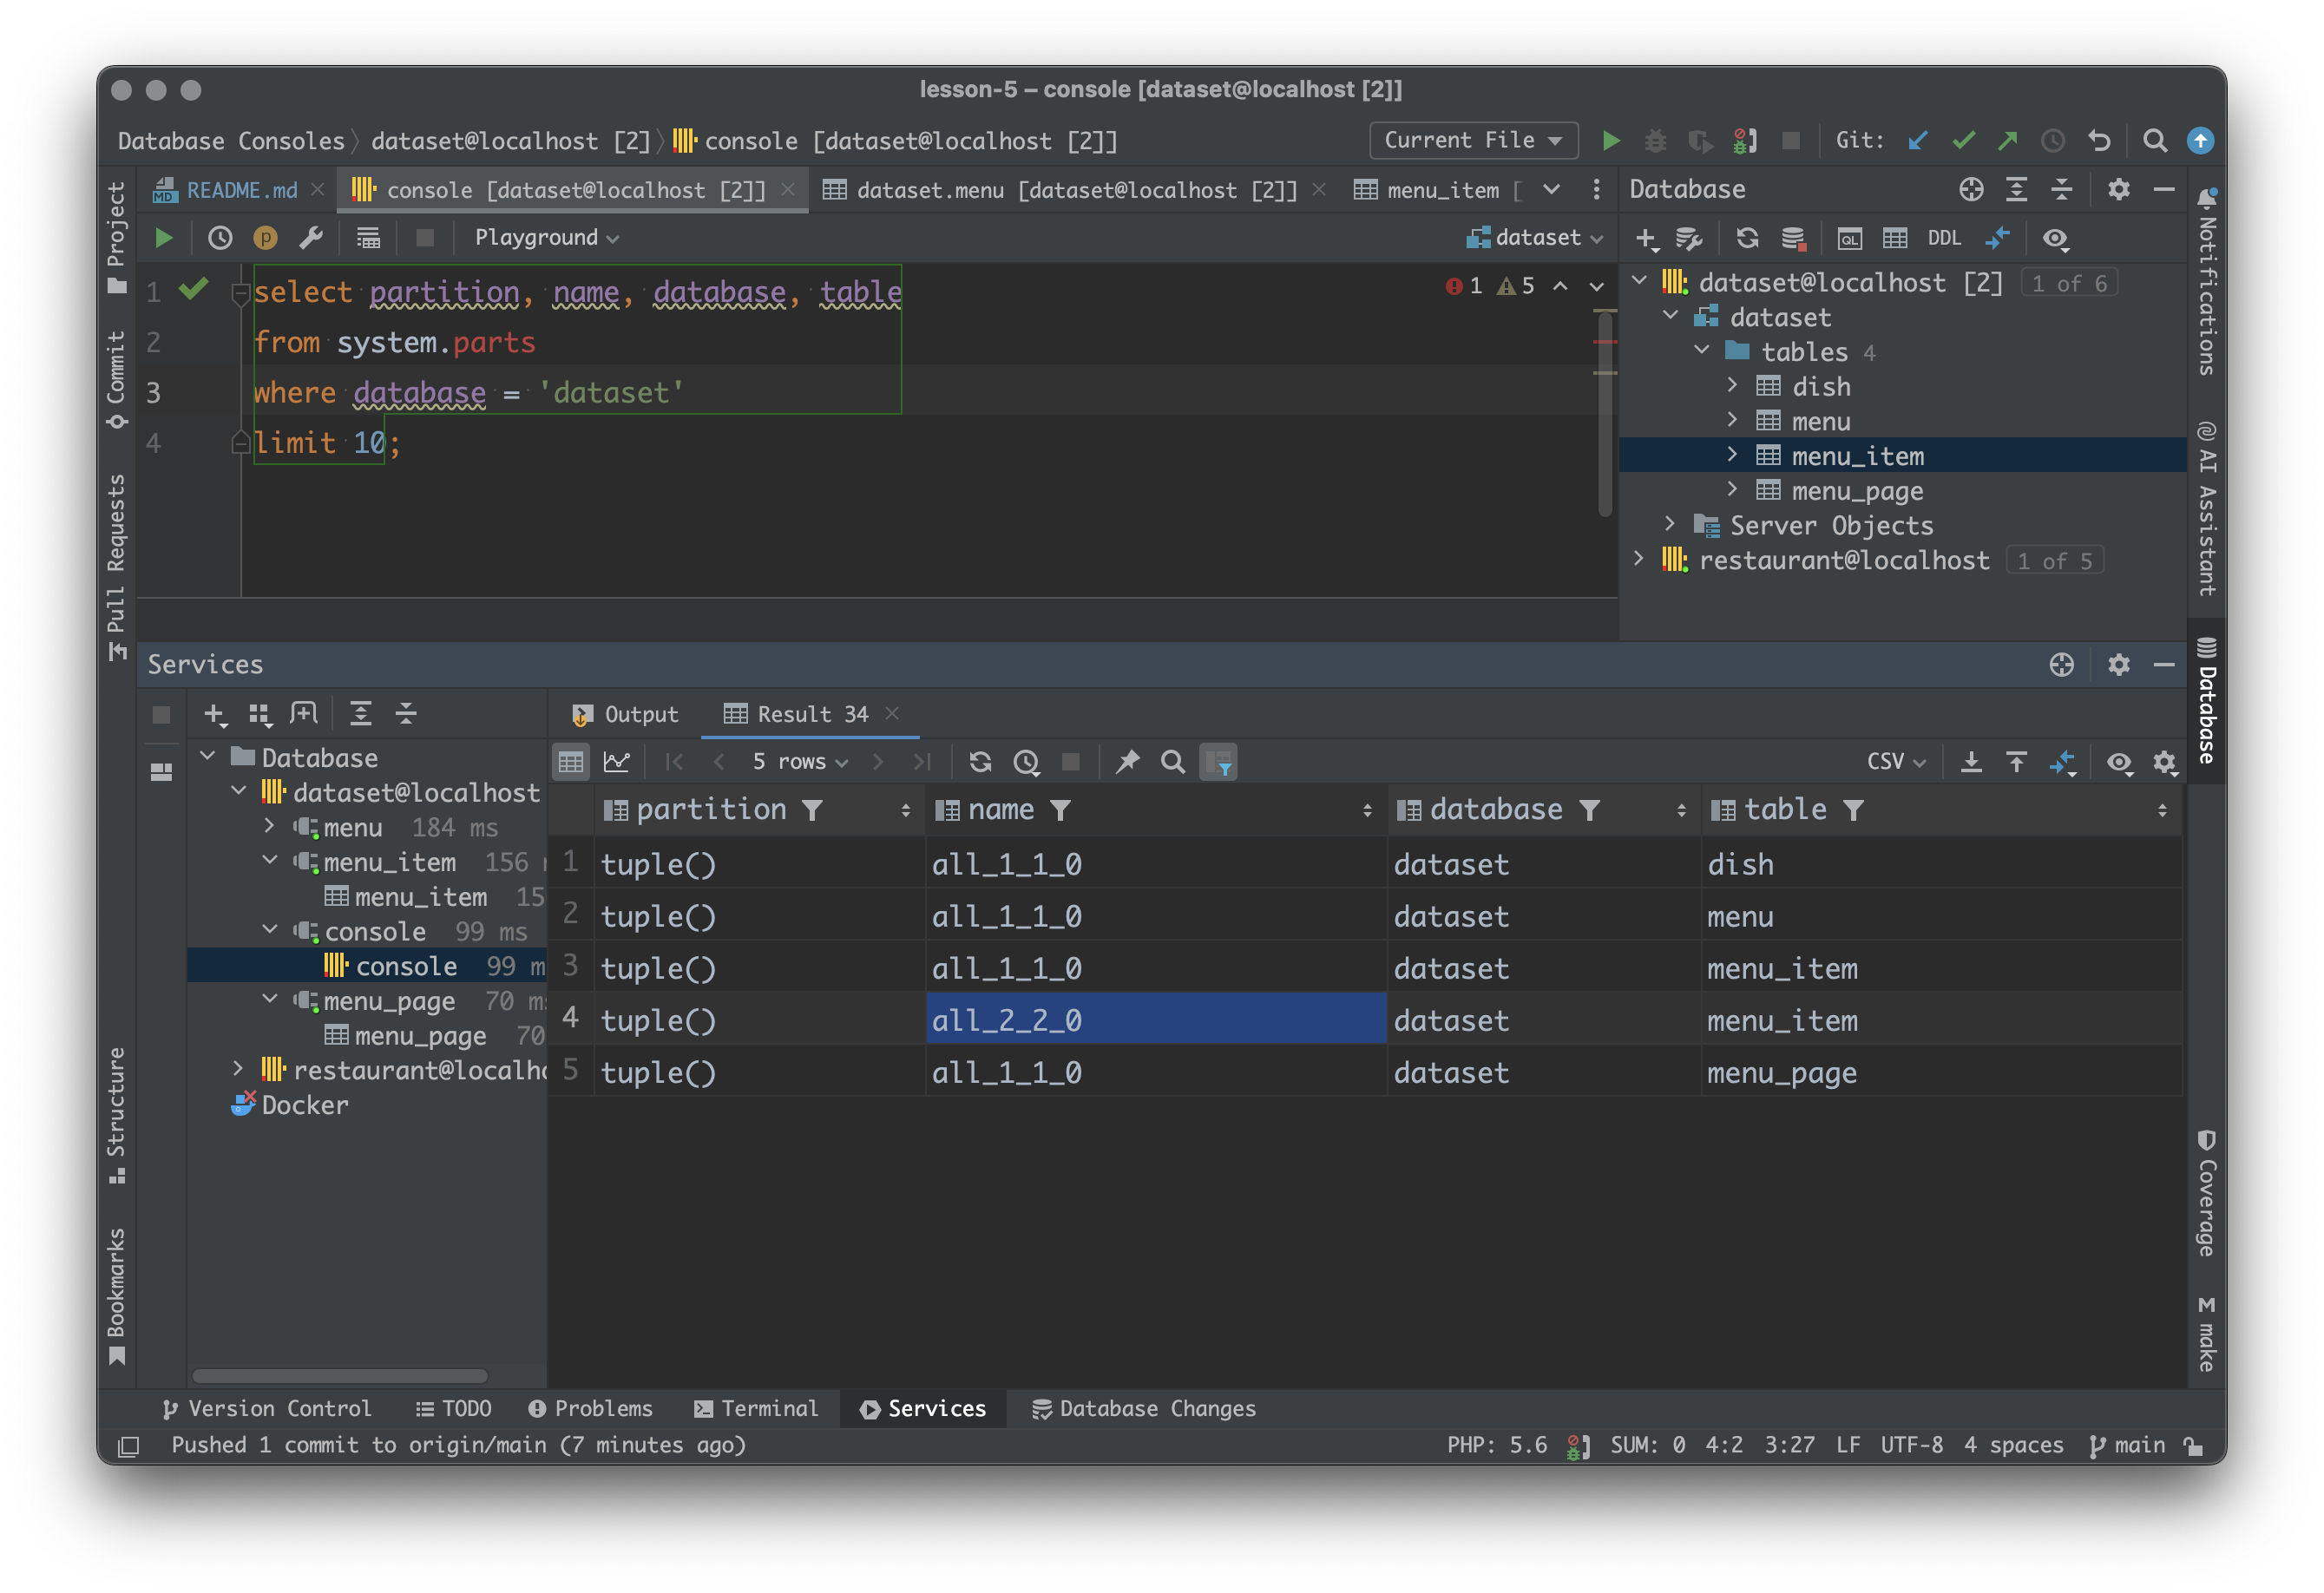 lesson-5 – console [dataset@localhost [2]]
Database Consoles
dataset@localhost [2]
console [dataset@localhost [2]]
Current File
Git:
README.md
console [dataset@localhost [2]]
dataset.menu [dataset@localhost [2]]
menu_item [
Database
Playground
dataset
DDL
1 select partition, name, database, table
2 from system.parts
3 where database = 'dataset'
4 limit 10;
1 5
dataset@localhost [2] 1 of 6
dataset
tables 4
dish
menu
menu_item
menu_page
Server Objects
restaurant@localhost 1 of 5
Project
Commit
Pull Requests
Structure
Bookmarks
Notifications
AI Assistant
Database
Coverage
make
Services
Output
Result 34
5 rows
CSV
Database
dataset@localhost
menu 184 ms
menu_item 156
menu_item 15
console 99 ms
console 99 m
menu_page 70 m
menu_page 70
restaurant@localh
Docker
partition name database table
1 tuple() all_1_1_0 dataset dish
2 tuple() all_1_1_0 dataset menu
3 tuple() all_1_1_0 dataset menu_item
4 tuple() all_2_2_0 dataset menu_item
5 tuple() all_1_1_0 dataset menu_page
Version Control
TODO
Problems
Terminal
Services
Database Changes
Pushed 1 commit to origin/main (7 minutes ago)
PHP: 5.6
SUM: 0
4:2
3:27
LF
UTF-8
4 spaces
main